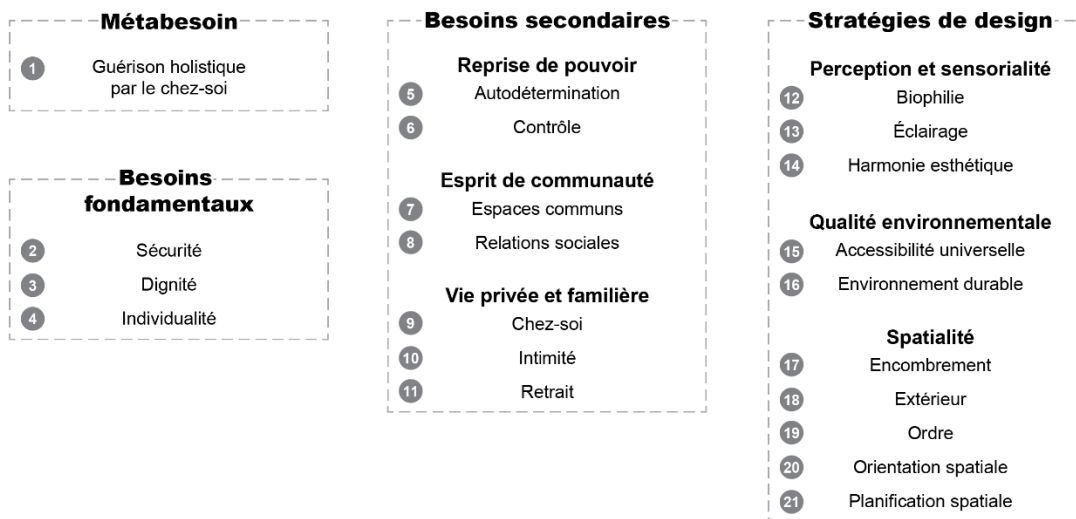 Métabesoin
1 Guérison holistique
par le chez-soi
Besoins
fondamentaux
2 Sécurité
3 Dignité
4 Individualité
Besoins secondaires
Reprise de pouvoir
5 Autodétermination
6 Contrôle
Esprit de communauté
7 Espaces communs
8 Relations sociales
Vie privée et familière
9 Chez-soi
10 Intimité
11 Retrait
Stratégies de design
Perception et sensorialité
12 Biophilie
13 Éclairage
14 Harmonie esthétique
Qualité environnementale
15 Accessibilité universelle
16 Environnement durable
Spatialité
17 Encombrement
18 Extérieur
19 Ordre
20 Orientation spatiale
21 Planification spatiale